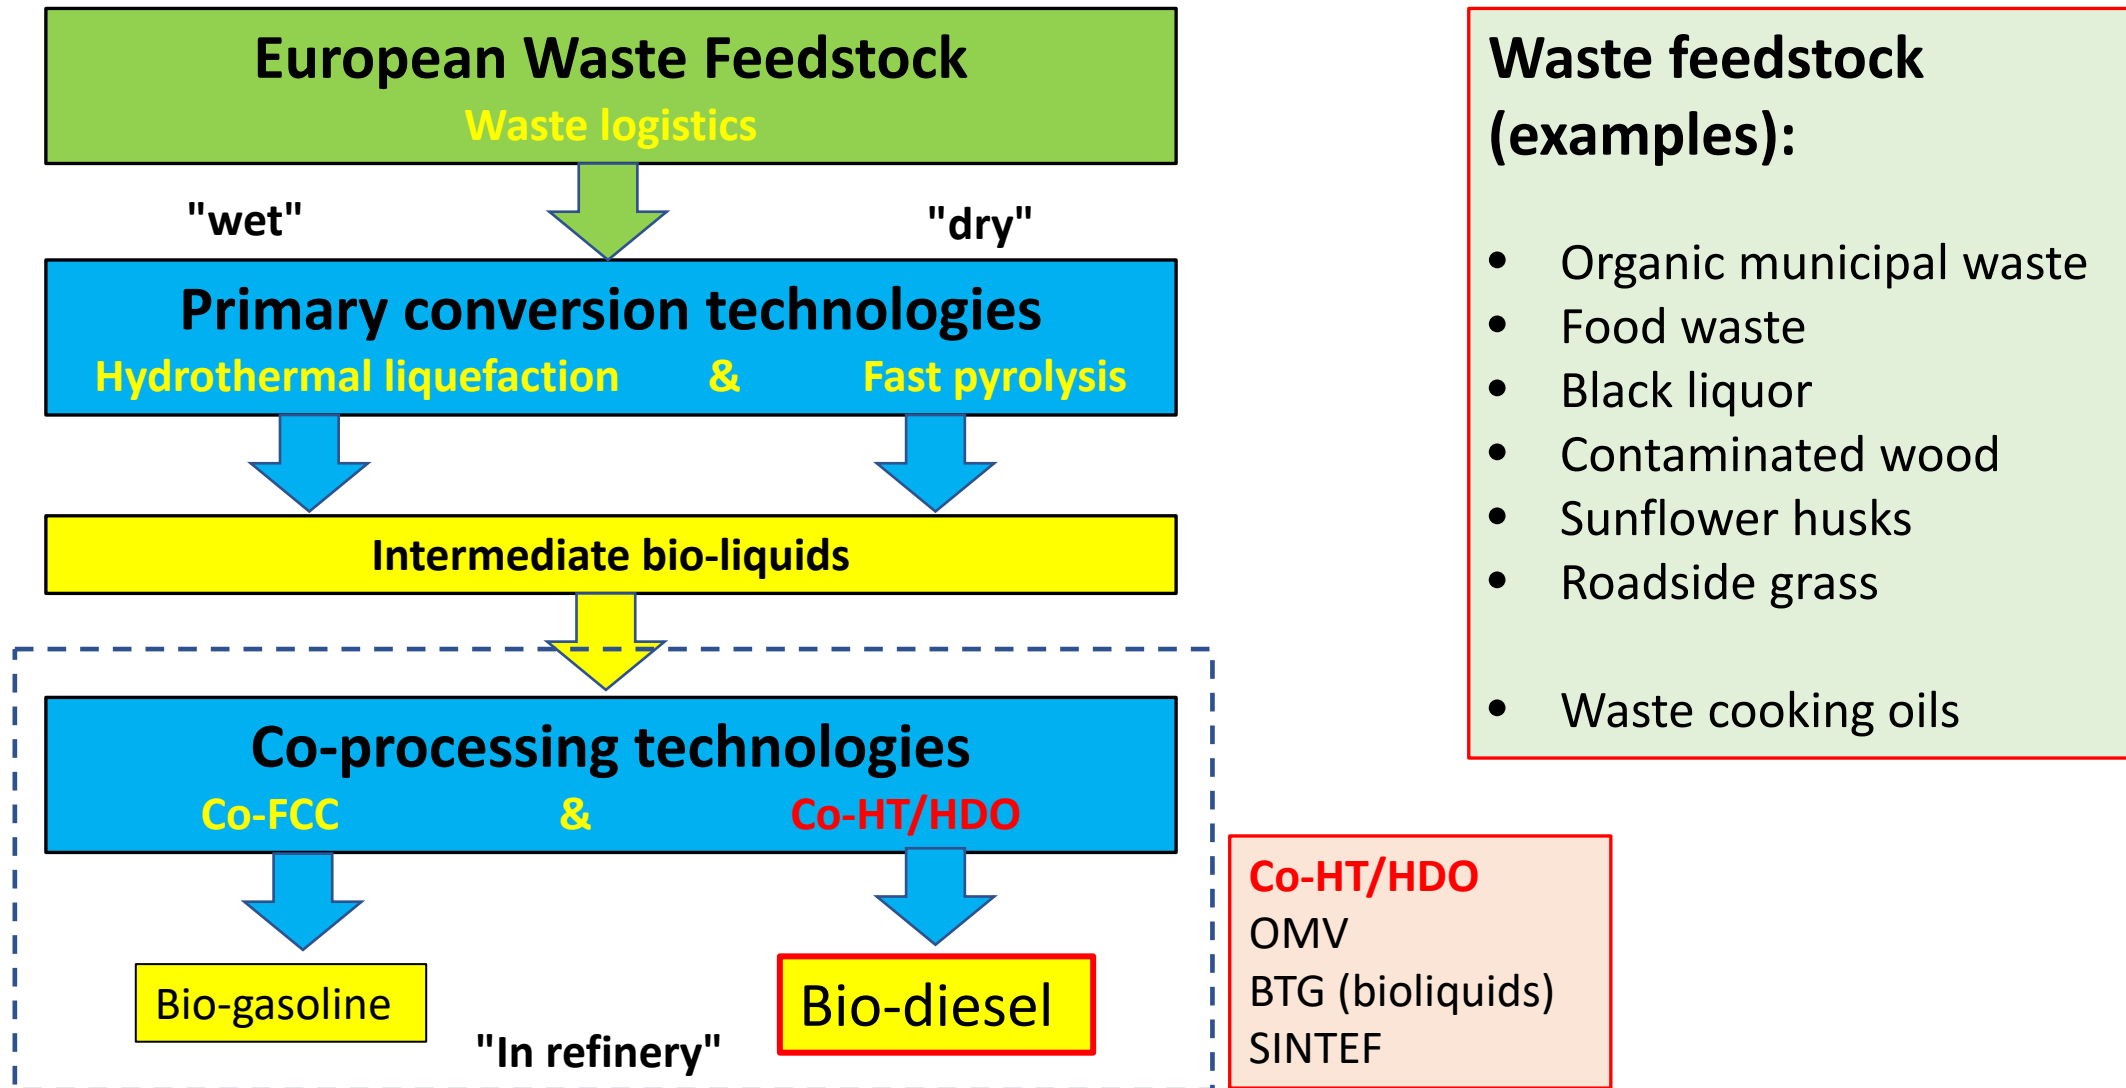 European Waste Feedstock
Waste logistics
"wet"
"dry"
Primary conversion technologies
Hydrothermal liquefaction & Fast pyrolysis
Intermediate bio-liquids
Co-processing technologies
Co-FCC & Co-HT/HDO
Bio-gasoline
Bio-diesel
"In refinery"
Waste feedstock
(examples):
• Organic municipal waste
• Food waste
• Black liquor
• Contaminated wood
• Sunflower husks
• Roadside grass
• Waste cooking oils
Co-HT/HDO
OMV
BTG (bioliquids)
SINTEF